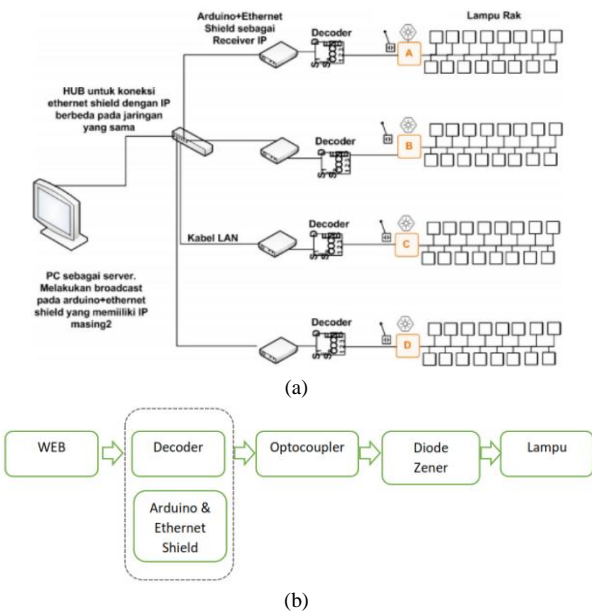 Arduino+Ethernet
Shield sebagai
Receiver IP
Decoder
Lampu Rak
A
HUB untuk koneksi
ethernet shield dengan IP
berbeda pada jaringan
yang sama
Decoder
B
Kabel LAN
Decoder
C
PC sebagai server.
Melakukan broadcast
pada arduino+ethernet
shield yang memiiliki IP
masing2
Decoder
D
(a)
WEB
Decoder
Optocoupler
Diode
Zener
Lampu
Arduino &
Ethernet
Shield
(b)